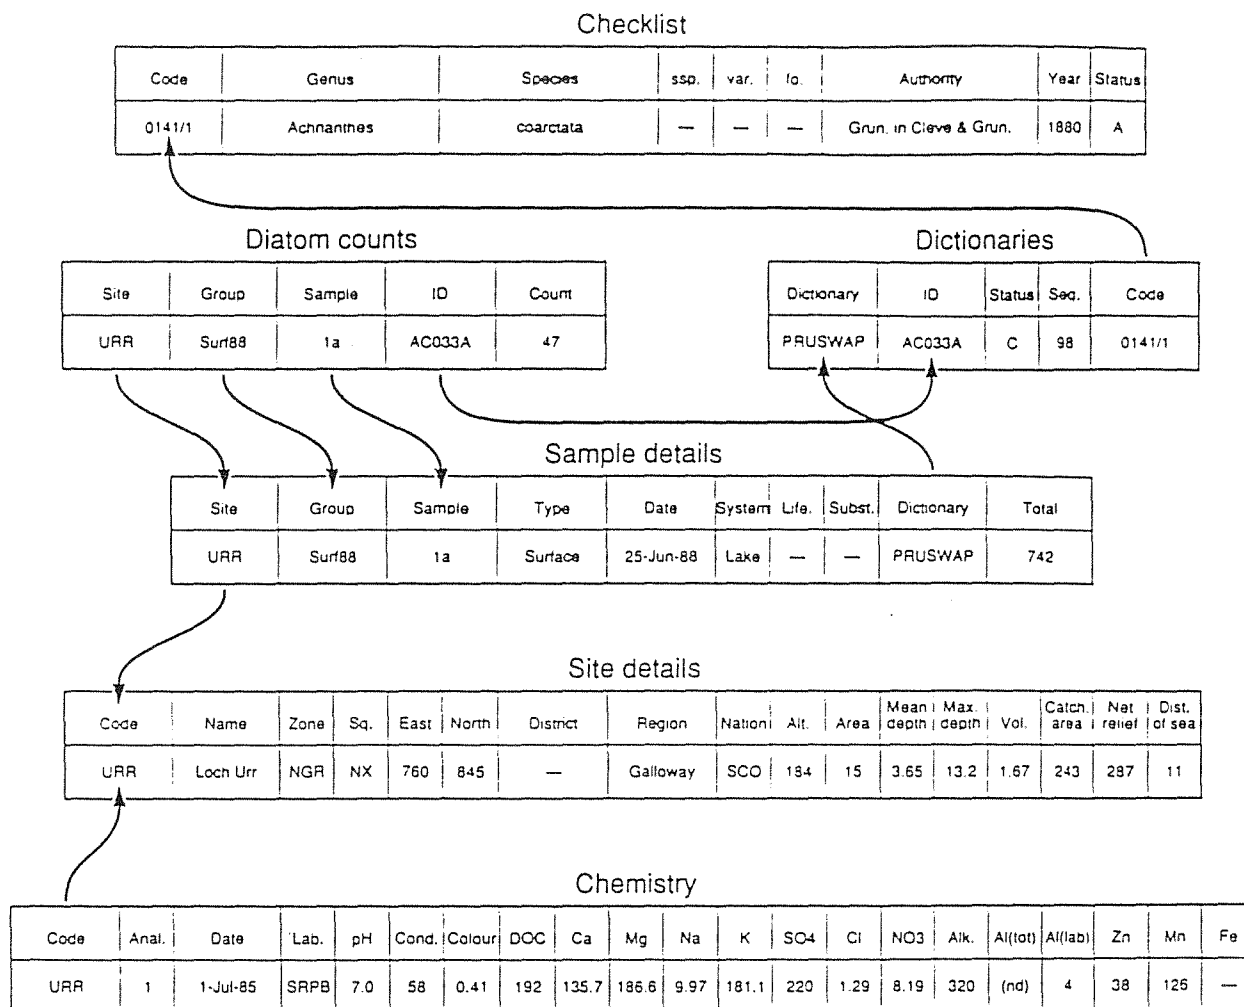 Checklist
Code Genus Species ssp. var. fo. Authority Year Status
0141/1 Achnanthes coarctata — — — Grun. in Cleve & Grun. 1880 A
Diatom counts
Site Group Sample ID Count
URR Surf88 1a AC033A 47
Dictionaries
Dictionary ID Status Seq. Code
PRUSWAP AC033A C 98 0141/1
Sample details
Site Group Sample Type Date System Life. Subst. Dictionary Total
URR Surf88 1a Surface 25-Jun-88 Lake — — PRUSWAP 742
Site details
Code Name Zone Sq. East North District Region Nation Alt. Area Mean depth Max. depth Vol. Catch. area Net relief Dist. of sea
URR Loch Urr NGR NX 760 845 — Galloway SCO 184 15 3.65 13.2 1.67 243 287 11
Chemistry
Code Anal. Date Lab. pH Cond. Colour DOC Ca Mg Na K SO4 Cl NO3 Alk. Al(tot) Al(lab) Zn Mn Fe
URR 1 1-Jul-85 SRPB 7.0 58 0.41 192 135.7 186.6 9.97 181.1 220 1.29 8.19 320 (nd) 4 38 126 —